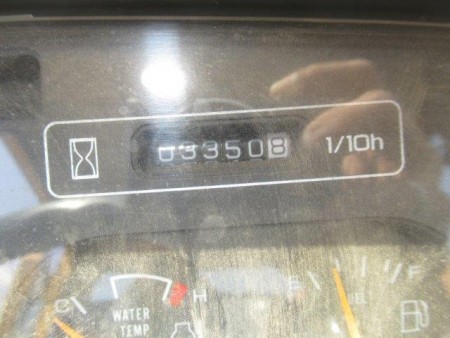 033508 1/10h
C H E F
WATER
TEMP